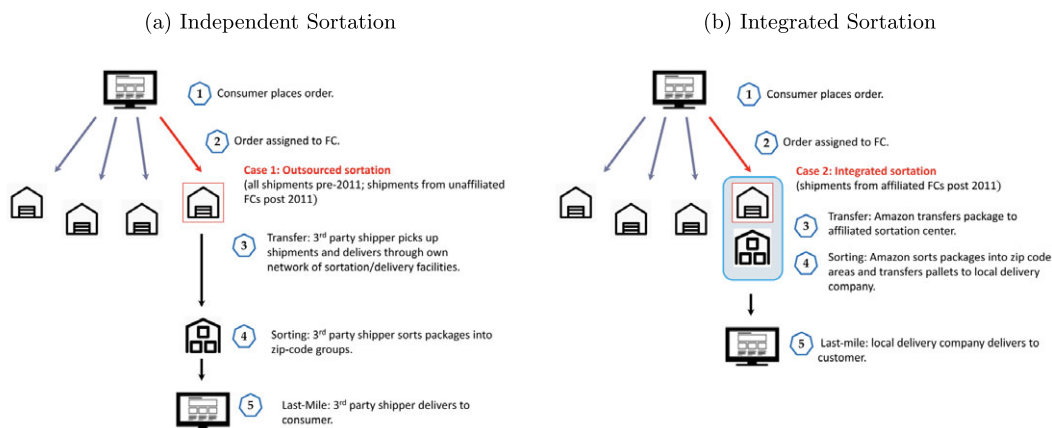 (a) Independent Sortation
1 Consumer places order.
2 Order assigned to FC.
Case 1: Outsourced sortation
(all shipments pre-2011; shipments from unaffiliated
FCs post 2011)
3 Transfer: 3rd party shipper picks up
shipments and delivers through own
network of sortation/delivery facilities.
4 Sorting: 3rd party shipper sorts packages into
zip-code groups.
5 Last-Mile: 3rd party shipper delivers to
consumer.
(b) Integrated Sortation
1 Consumer places order.
2 Order assigned to FC.
Case 2: Integrated sortation
(shipments from affiliated FCs post 2011)
3 Transfer: Amazon transfers package to
affiliated sortation center.
4 Sorting: Amazon sorts packages into zip code
areas and transfers pallets to local delivery
company.
5 Last-mile: local delivery company delivers to
customer.